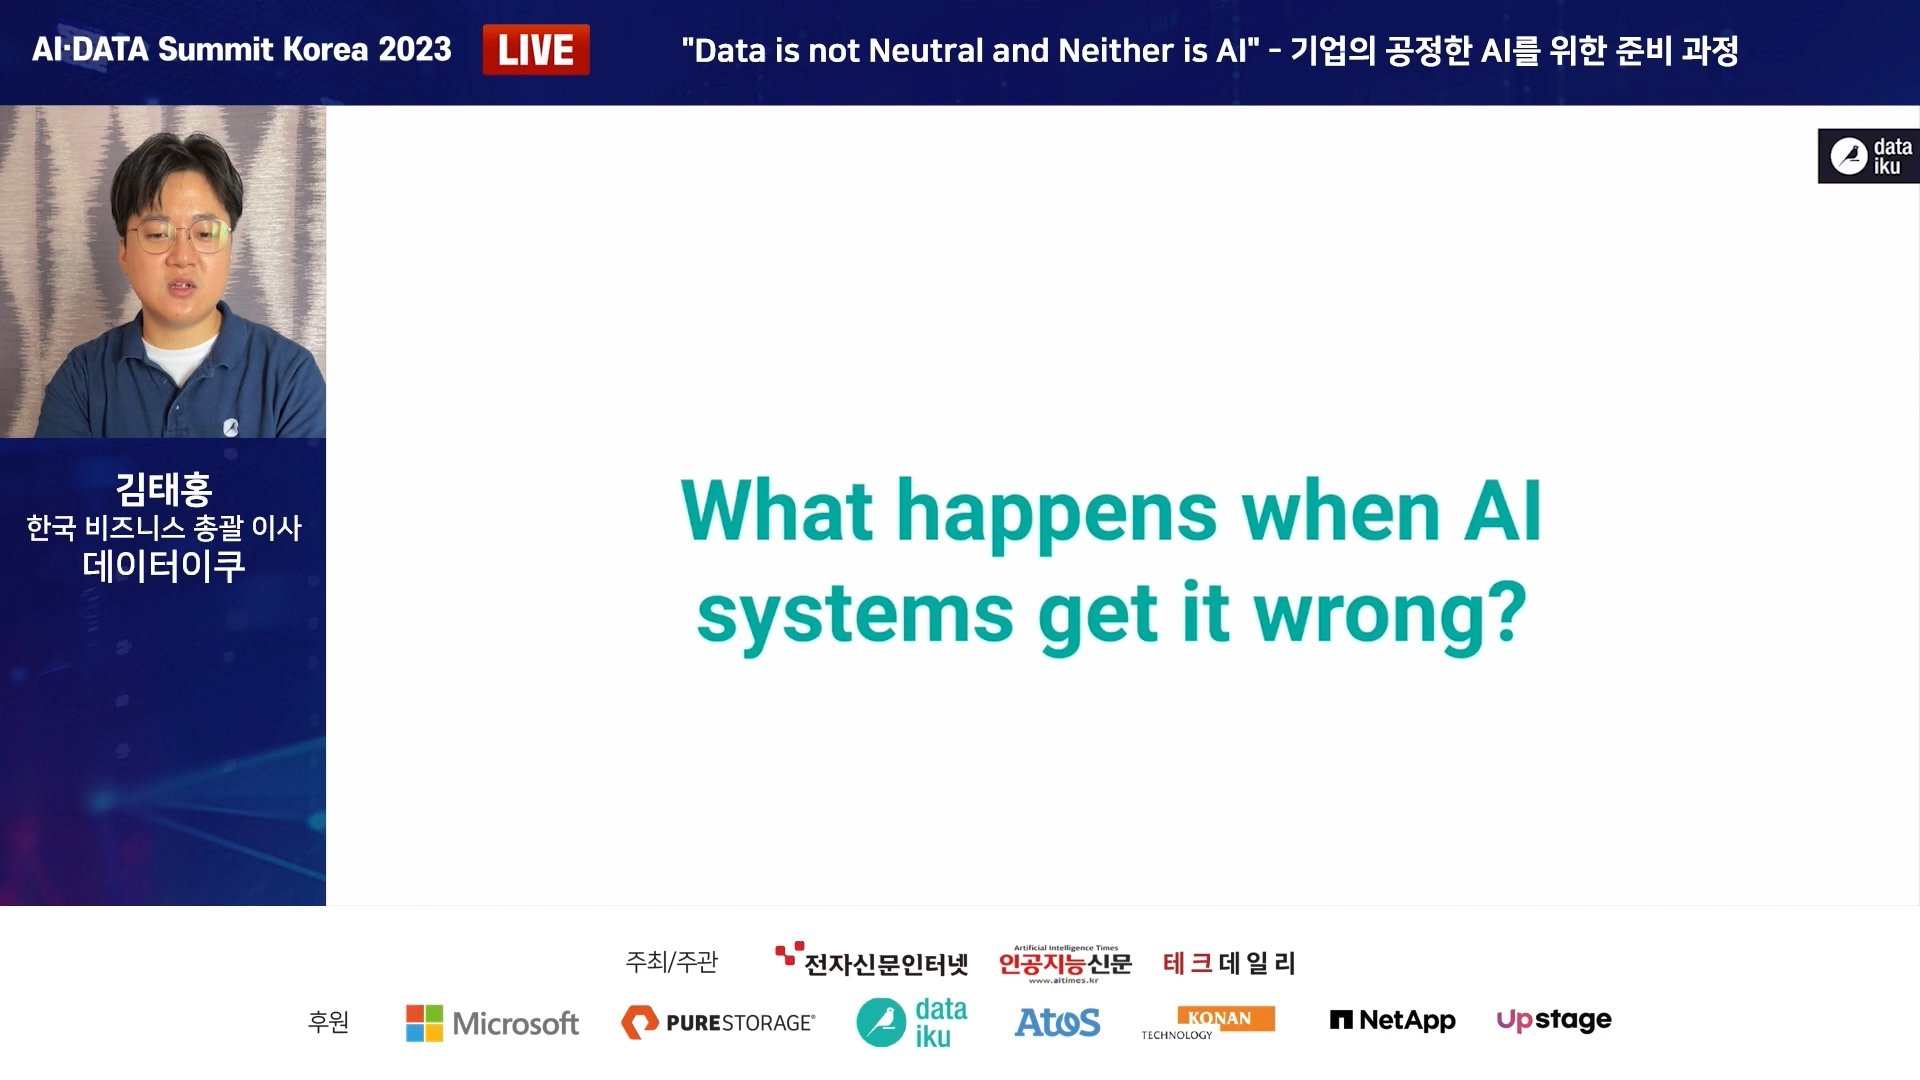 AI·DATA Summit Korea 2023
LIVE
"Data is not Neutral and Neither is AI" - 기업의 공정한 AI를 위한 준비 과정
data
iku
김태홍
한국 비즈니스 총괄 이사
데이터이쿠
What happens when AI
systems get it wrong?
주최/주관
전자신문인터넷
Artificial Intelligence Times
인공지능신문
www.aitimes.kr
테크데일리
후원
Microsoft
PURESTORAGE®
data
iku
Atos
KONAN
TECHNOLOGY
NetApp
Upstage